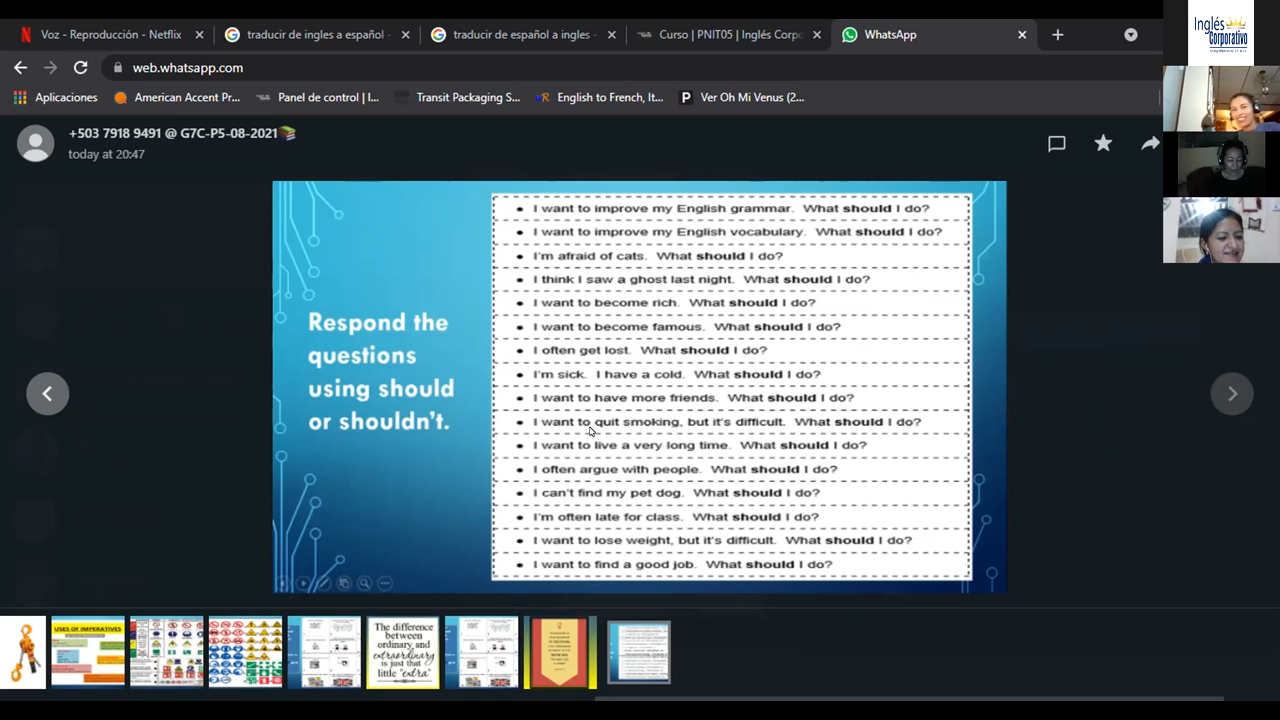 Voz - Reproducción - Netflix
traducir de ingles a español -
traducir de español a ingles -
Curso | PNIT05 | Inglés Corpo
WhatsApp
web.whatsapp.com
Aplicaciones
American Accent Pr...
Panel de control | I...
Transit Packaging S...
English to French, It...
Ver Oh Mi Venus (2...
Inglés
Corporativo
+503 7918 9491 @ G7C-P5-08-2021
today at 20:47
Respond the
questions
using should
or shouldn't.
• I want to improve my English grammar. What should I do?
• I want to improve my English vocabulary. What should I do?
• I'm afraid of cats. What should I do?
• I think I saw a ghost last night. What should I do?
• I want to become rich. What should I do?
• I want to become famous. What should I do?
• I often get lost. What should I do?
• I'm sick. I have a cold. What should I do?
• I want to have more friends. What should I do?
• I want to quit smoking, but it's difficult. What should I do?
• I want to live a very long time. What should I do?
• I often argue with people. What should I do?
• I can't find my pet dog. What should I do?
• I'm often late for class. What should I do?
• I want to lose weight, but it's difficult. What should I do?
• I want to find a good job. What should I do?
USES OF IMPERATIVES
The difference
between
ordinary and
extraordinary
is just that
little "extra"